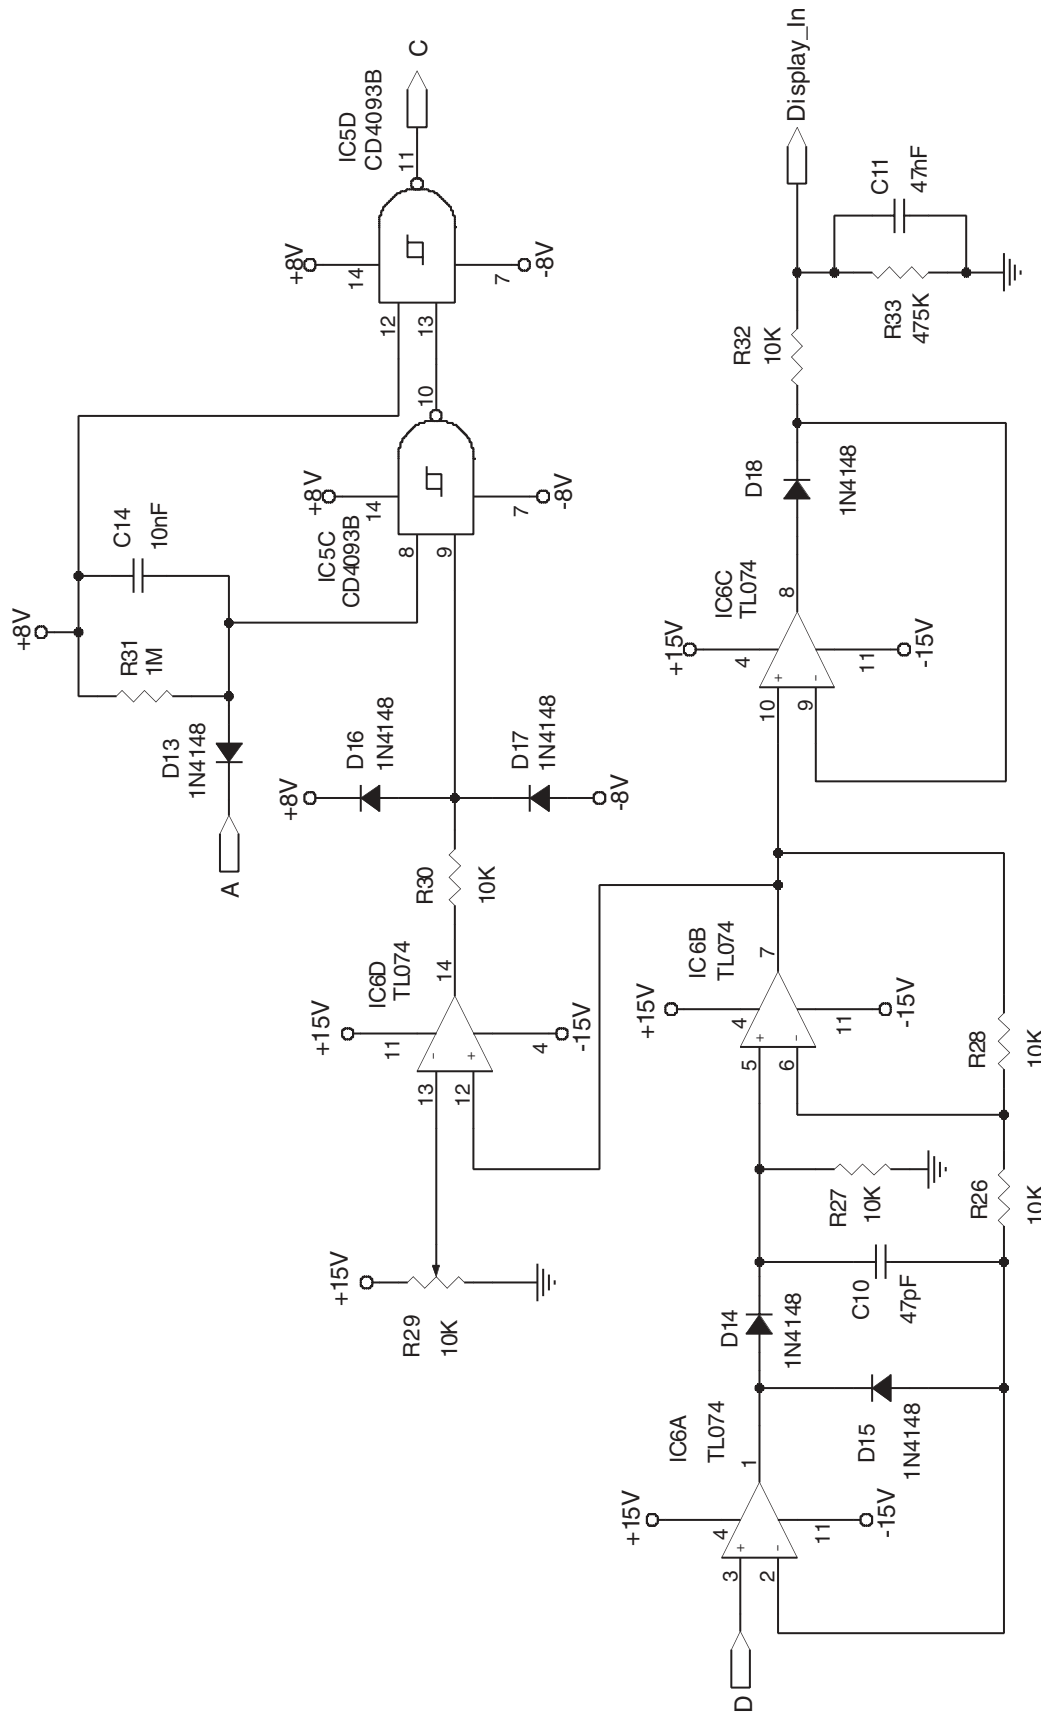 +8V
C14
10nF
R31
1M
D13
1N4148
A
IC5D
CD4093B
C
11
+8V
14
12
13
7
-8V
10
+8V
14
IC5C
CD4093B
8
9
7
-8V
+8V
D16
1N4148
D17
1N4148
-8V
R30
10K
IC6D
TL074
14
+15V
11
-
+
13
12
4
-15V
+15V
R29
10K
D
3
2
+
-
+15V
4
11
-15V
1
IC6A
TL074
D15
1N4148
D14
1N4148
C10
47pF
R27
10K
R26
10K
R28
10K
5
6
+
-
+15V
4
11
-15V
7
IC6B
TL074
10
9
+
-
+15V
4
11
-15V
8
IC6C
TL074
D18
1N4148
R32
10K
R33
475K
C11
47nF
Display_In